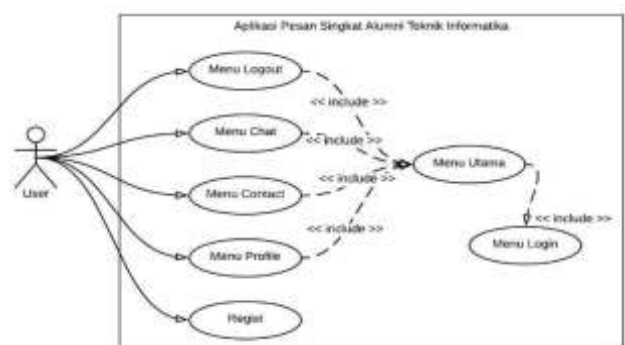 Aplikasi Pesan Singkat Alumni Teknik Informatika
Menu Logout
<< include >>
Menu Chat
<< include >>
Menu Utama
User
Menu Contact
<< include >>
<< include >>
<< include >>
Menu Login
Menu Profile
Regist